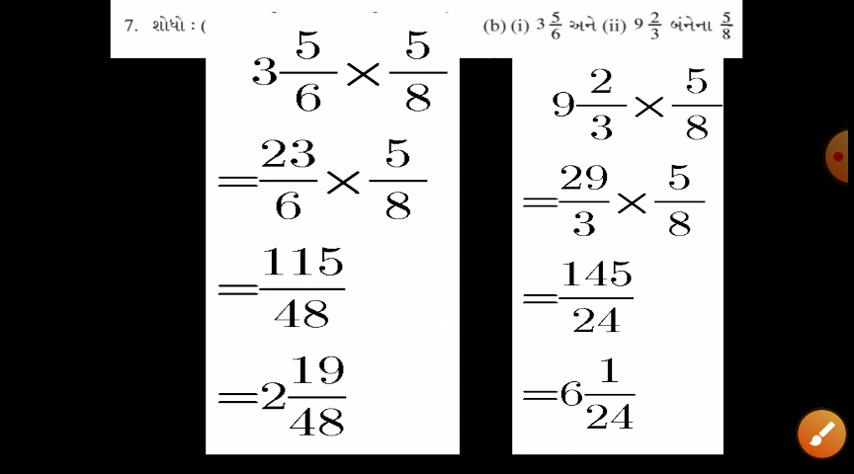 7. શોધો : (
(b) (i) 3 5/6 અને (ii) 9 2/3 બંનેના 5/8
3 5/6 × 5/8
= 23/6 × 5/8
= 115/48
= 2 19/48
9 2/3 × 5/8
= 29/3 × 5/8
= 145/24
= 6 1/24